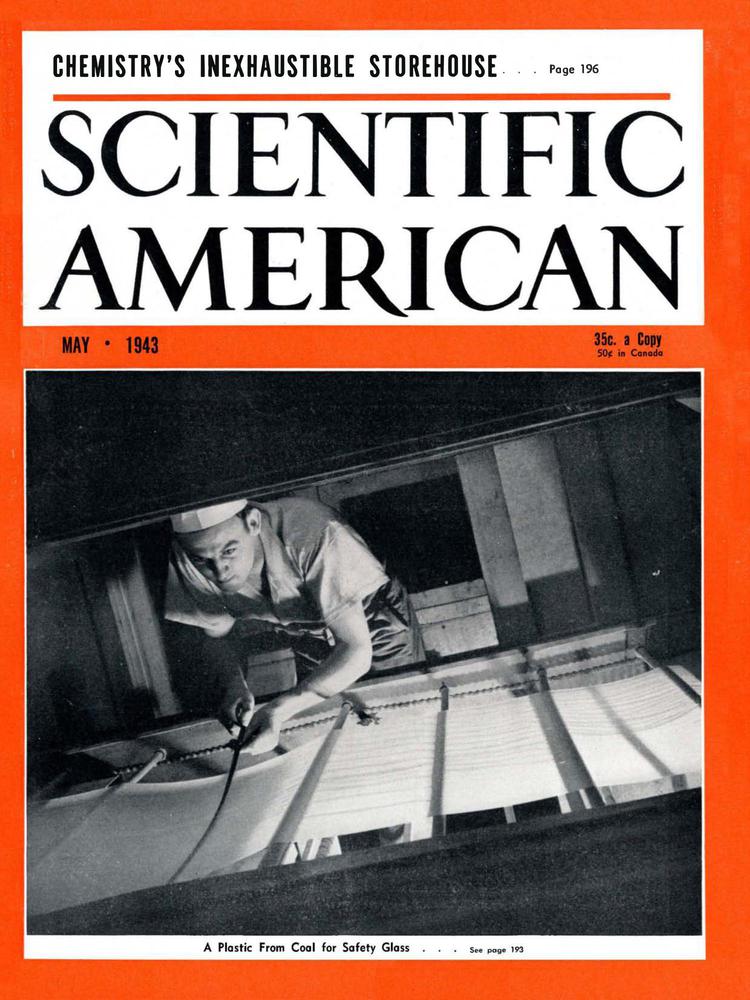 CHEMISTRY'S INEXHAUSTIBLE STOREHOUSE . . . Page 196
SCIENTIFIC
AMERICAN
MAY • 1943
35c. a Copy
50¢ in Canada
A Plastic From Coal for Safety Glass . . . See page 193